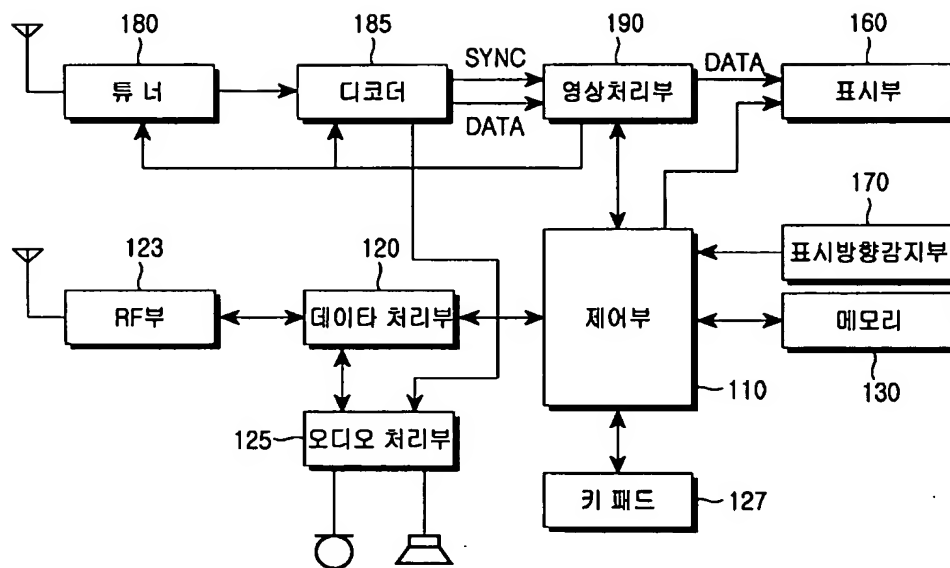 180
185
190
160
튜 너
디코더
SYNC
DATA
영상처리부
DATA
표시부
170
표시방향감지부
123
RF부
120
데이타 처리부
제어부
메모리
110
130
125
오디오 처리부
키 패드
127